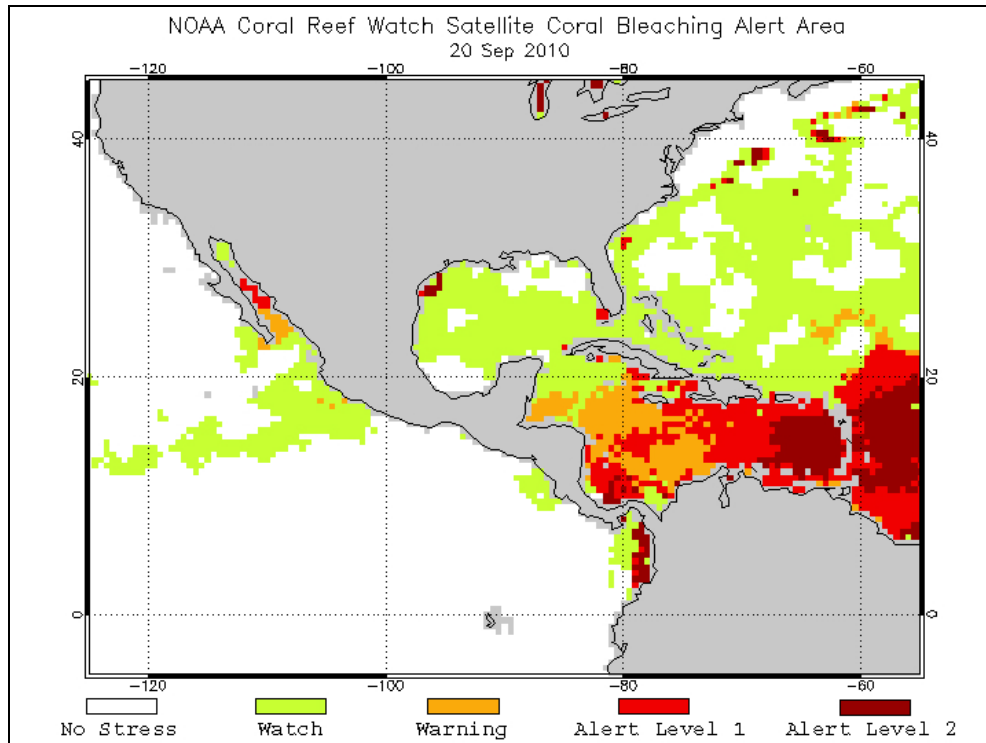 NOAA Coral Reef Watch Satellite Coral Bleaching Alert Area
20 Sep 2010
-120 -100 -80 -60
40 40
20 20
0 0
-120 -100 -80 -60
No Stress Watch Warning Alert Level 1 Alert Level 2